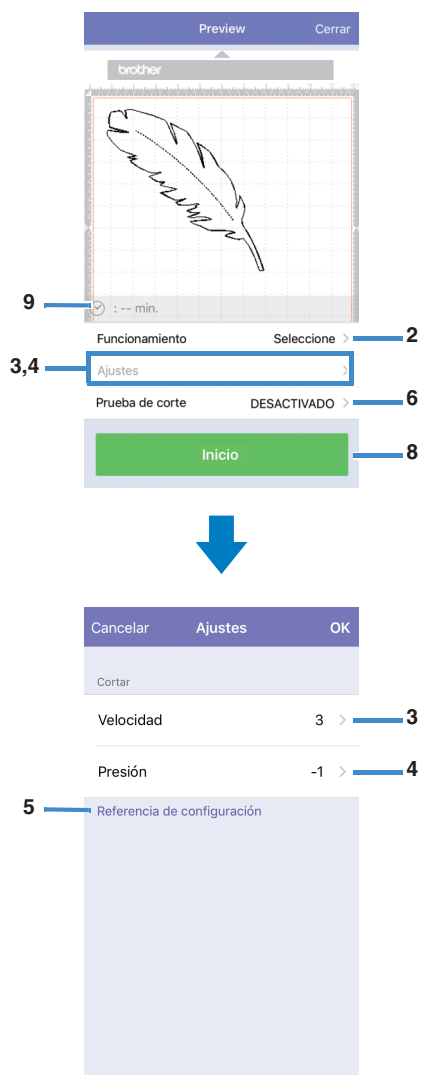 Preview Cerrar
brother
9 : -- min.
Funcionamiento Seleccione 2
3,4 Ajustes
Prueba de corte DESACTIVADO 6
Inicio 8
Cancelar Ajustes OK
Cortar
Velocidad 3 3
Presión -1 4
5 Referencia de configuración